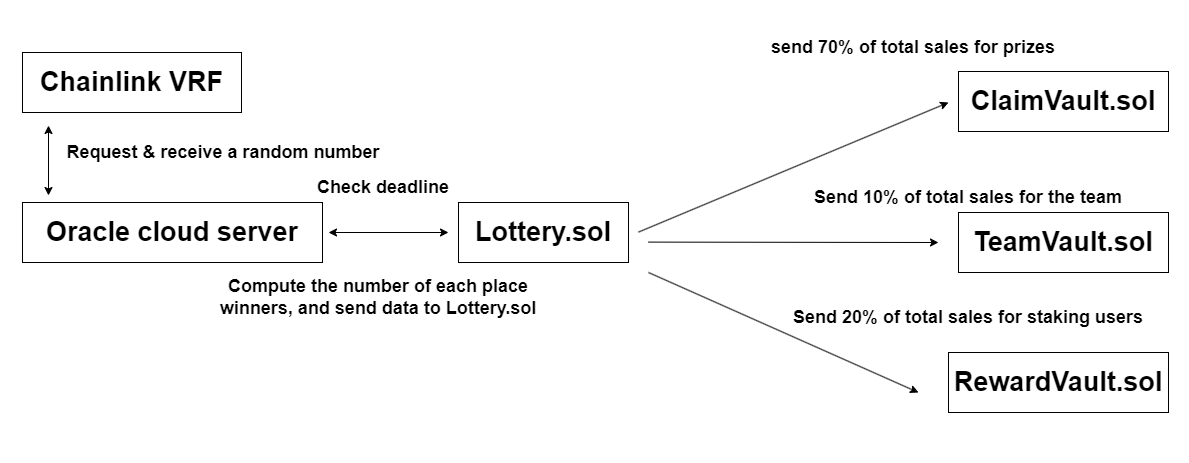 send 70% of total sales for prizes
Chainlink VRF
ClaimVault.sol
Request & receive a random number
Check deadline
Send 10% of total sales for the team
Oracle cloud server
Lottery.sol
TeamVault.sol
Compute the number of each place
winners, and send data to Lottery.sol
Send 20% of total sales for staking users
RewardVault.sol